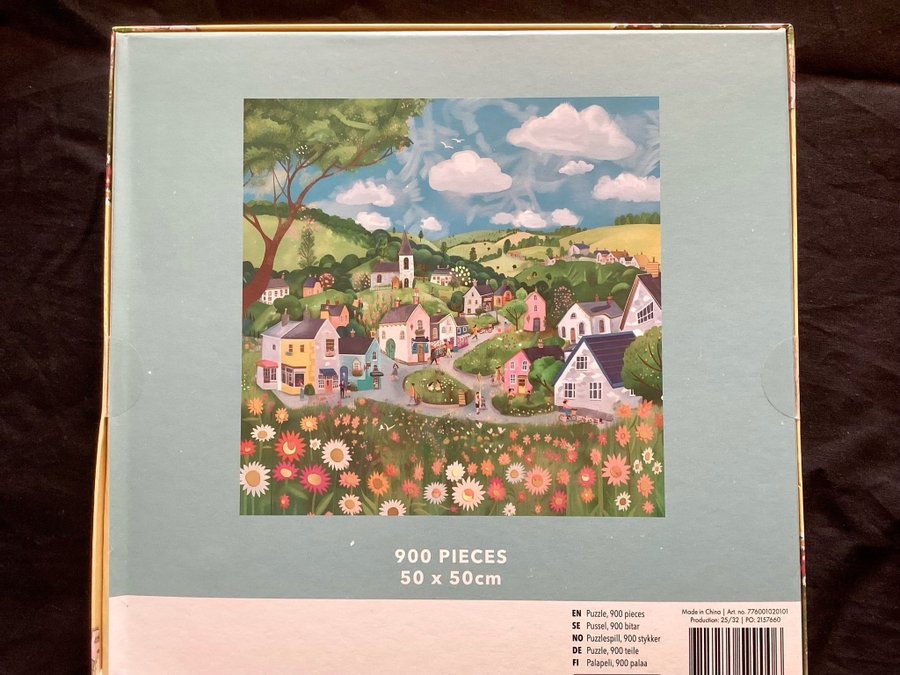 900 PIECES
50 x 50cm
EN Puzzle, 900 pieces
SE Pussel, 900 bitar
NO Puzzlespill, 900 stykker
DE Puzzle, 900 teile
FI Palapeli, 900 palaa
Made in China | Art. no. 776001020101
Production: 25/32 | PO: 2157660